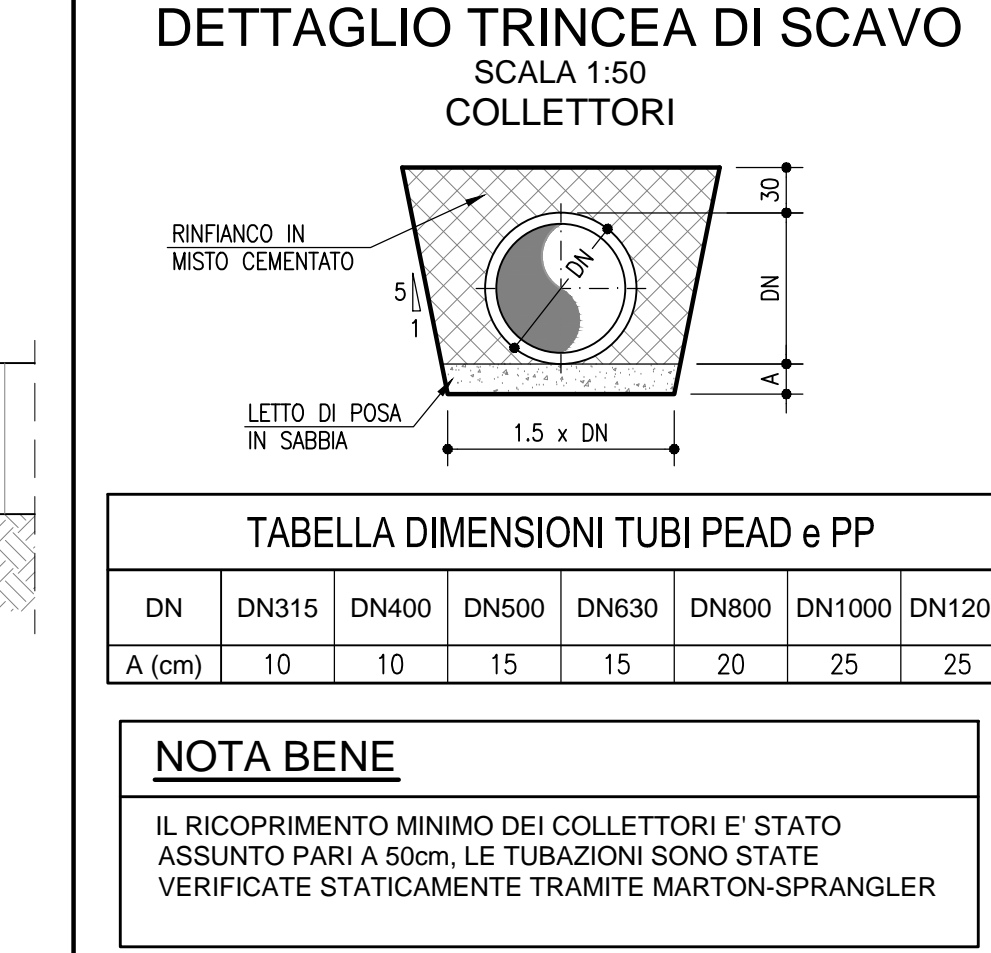 DETTAGLIO TRINCEA DI SCAVO
SCALA 1:50
COLLETTORI
RINFIANCO IN
MISTO CEMENTATO
5
1
DN
30
DN
A
LETTO DI POSA
IN SABBIA
1.5 x DN
TABELLA DIMENSIONI TUBI PEAD e PP
DN DN315 DN400 DN500 DN630 DN800 DN1000 DN120
A (cm) 10 10 15 15 20 25 25
NOTA BENE
IL RICOPRIMENTO MINIMO DEI COLLETTORI E' STATO
ASSUNTO PARI A 50cm, LE TUBAZIONI SONO STATE
VERIFICATE STATICAMENTE TRAMITE MARTON-SPRANGLER